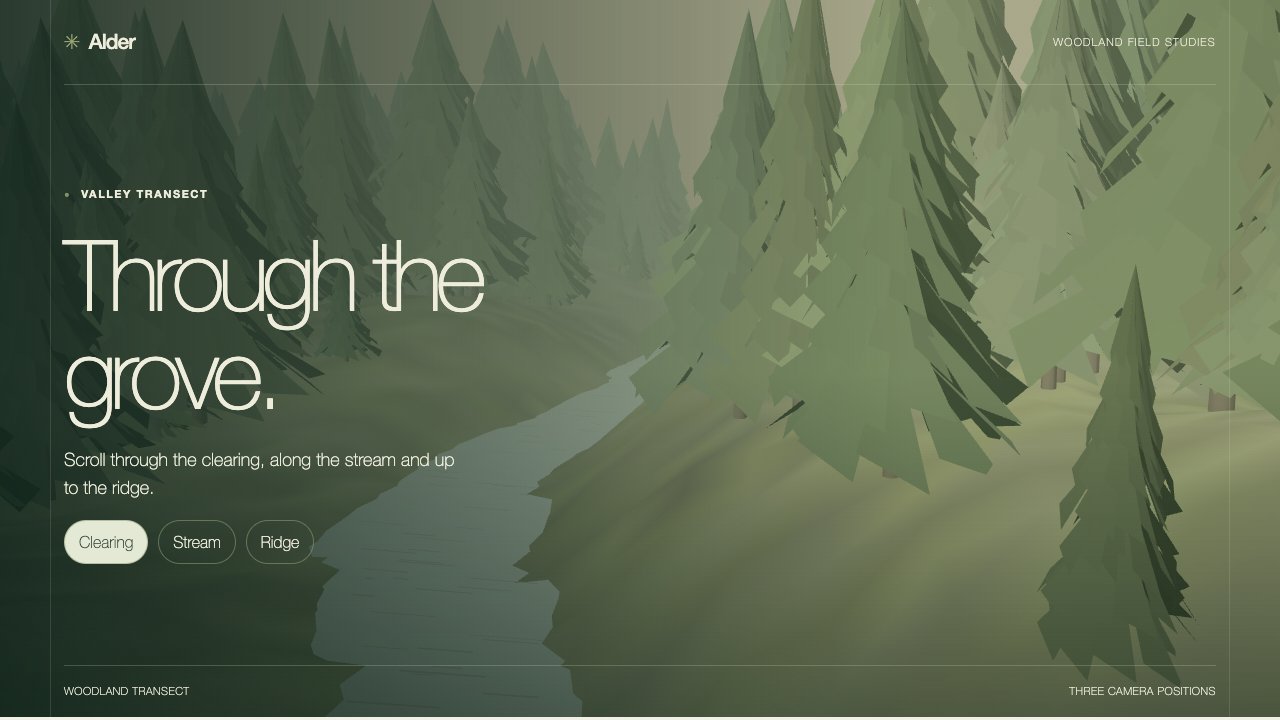 Alder
WOODLAND FIELD STUDIES
VALLEY TRANSECT
Through the
grove.
Scroll through the clearing, along the stream and up
to the ridge.
Clearing
Stream
Ridge
WOODLAND TRANSECT
THREE CAMERA POSITIONS